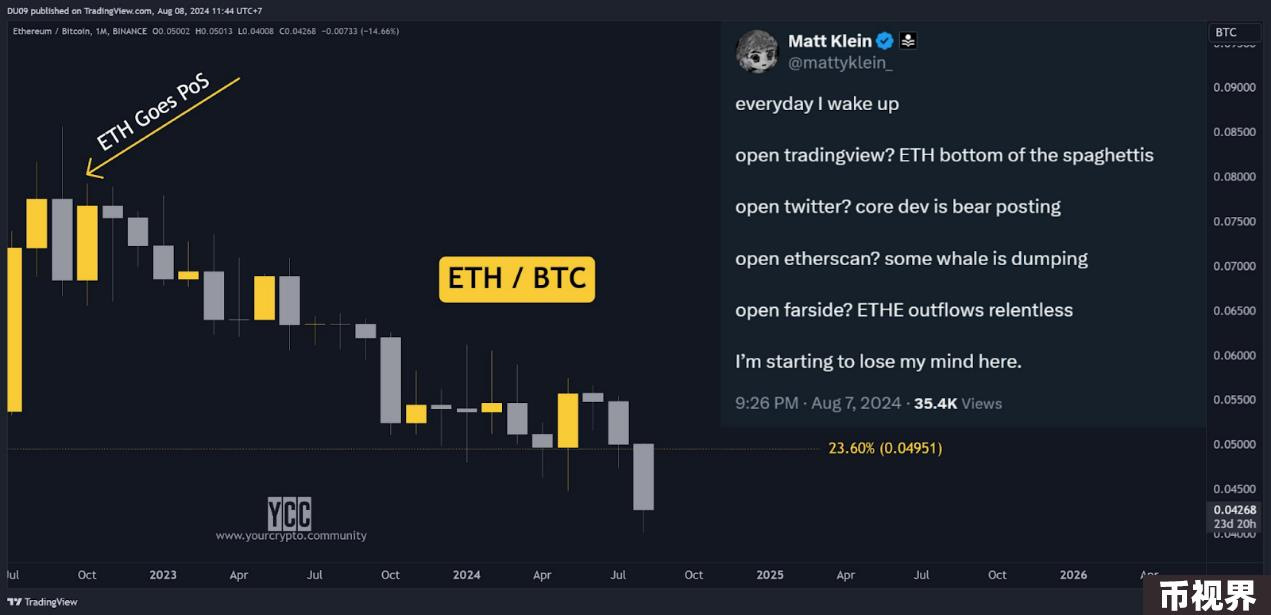 DU09 published on TradingView.com, Aug 08, 2024 11:44 UTC+7
Ethereum / Bitcoin, 1M, BINANCE O0.05002 H0.05013 L0.04008 C0.04268 −0.00733 (−14.66%)
ETH Goes PoS
ETH / BTC
Matt Klein
@mattyklein_
everyday I wake up
open tradingview? ETH bottom of the spaghettis
open twitter? core dev is bear posting
open etherscan? some whale is dumping
open farside? ETHE outflows relentless
I'm starting to lose my mind here.
9:26 PM · Aug 7, 2024 · 35.4K Views
23.60% (0.04951)
BTC
0.09000
0.08500
0.08000
0.07500
0.07000
0.06500
0.06000
0.05500
0.05000
0.04500
0.04268
23d 20h
0.04000
YCC
www.yourcrypto.community
Jul Oct 2023 Apr Jul Oct 2024 Apr Jul Oct 2025 Apr Jul Oct 2026 Apr
TradingView
币视界